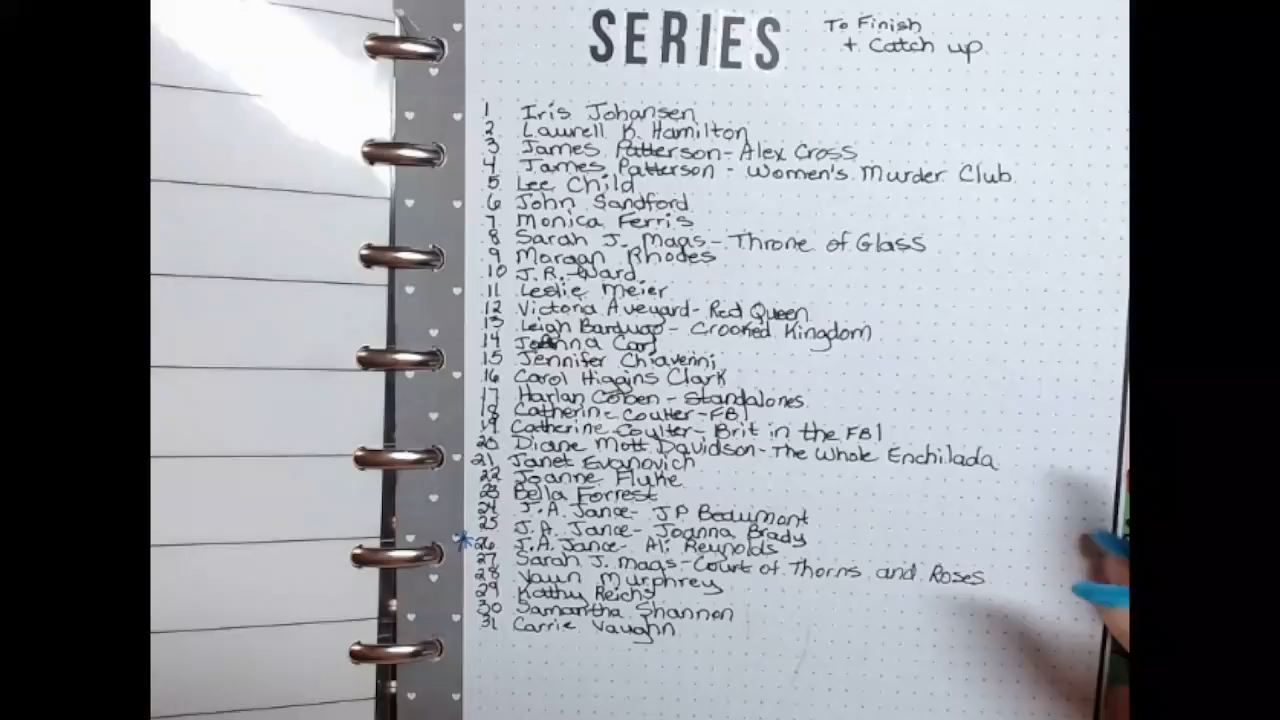 SERIES
To Finish
+ Catch up
1 Iris Johansen
2 Laurell K. Hamilton
3 James Patterson- Alex Cross
4 James Patterson - Women's Murder Club
5 Lee Child
6 John Sandford
7 Monica Ferris
8 Sarah J. Maas- Throne of Glass
9 Morgan Rhodes
10 J.R. Ward
11 Leslie Meier
12 Victoria Aveyard- Red Queen
13 Leigh Bardugo - Crooked Kingdom
14 Joanna Carl
15 Jennifer Chiaverini
16 Carol Higgins Clark
17 Harlan Coben - Standalones
18 Catherine Coulter-FBI
19 Catherine Coulter- Brit in the FBI
20 Diane Mott Davidson-The Whole Enchilada
21 Janet Evanovich
22 Joanne Fluke
23 Bella Forrest
24 J.A. Jance- JP Beaumont
25 J.A. Jance- Joanna Brady
*26 J.A. Jance- Ali Reynolds
27 Sarah J. Maas-Court of Thorns and Roses
28 Murphrey
29 Kathy Reichs
30 Samantha Shannon
31 Carrie Vaughn